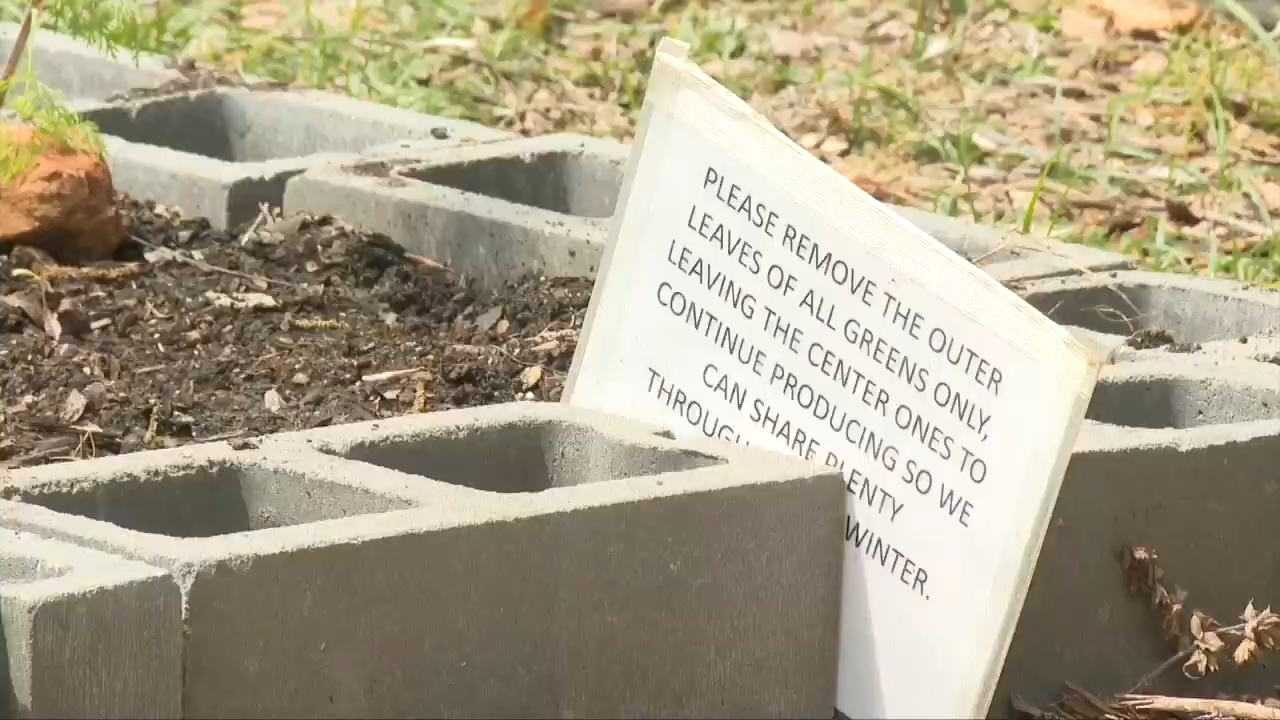 PLEASE REMOVE THE OUTER
LEAVES OF ALL GREENS ONLY,
LEAVING THE CENTER ONES TO
CONTINUE PRODUCING SO WE
CAN SHARE PLENTY
THROUGH WINTER.